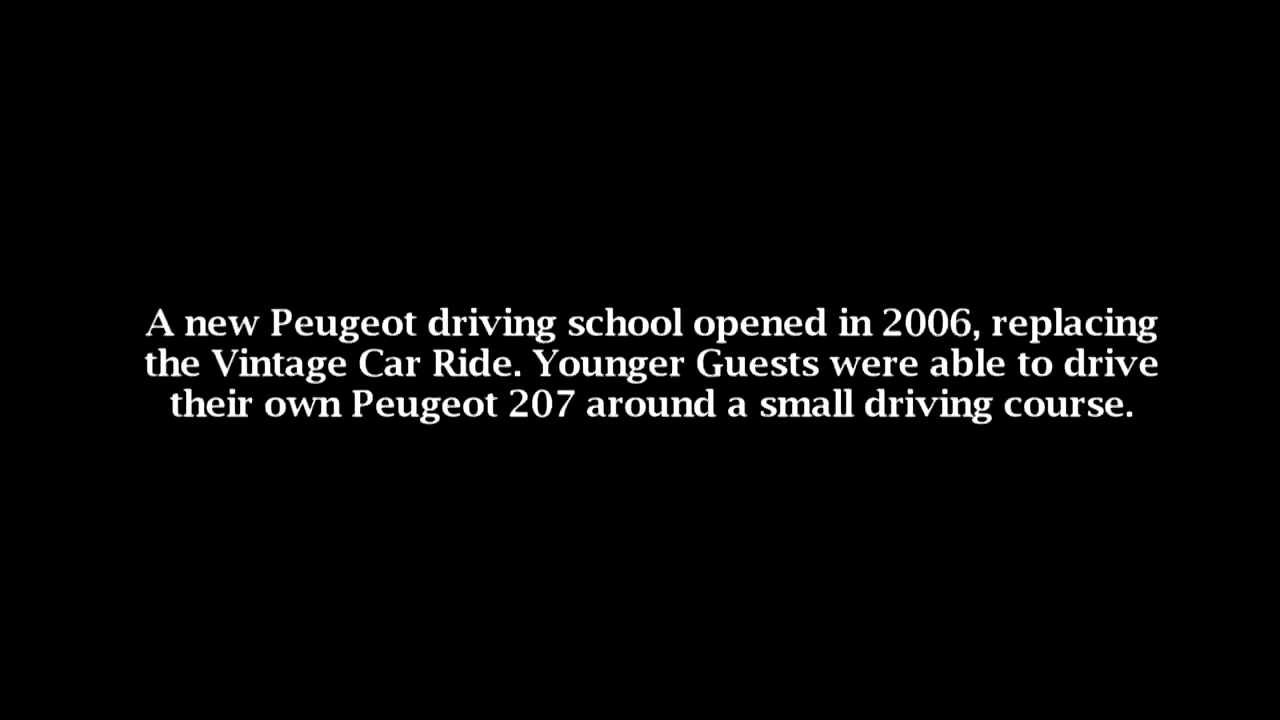 A new Peugeot driving school opened in 2006, replacing
the Vintage Car Ride. Younger Guests were able to drive
their own Peugeot 207 around a small driving course.